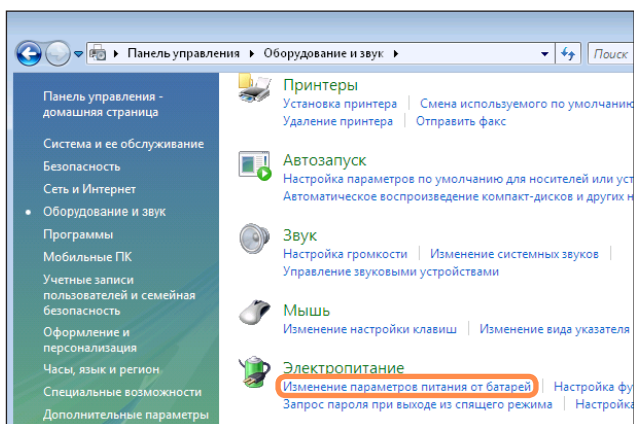 Панель управления ▸ Оборудование и звук ▸
Поиск
Панель управления -
домашняя страница
Система и ее обслуживание
Безопасность
Сеть и Интернет
Оборудование и звук
Программы
Мобильные ПК
Учетные записи
пользователей и семейная
безопасность
Оформление и
персонализация
Часы, язык и регион
Специальные возможности
Дополнительные параметры
Принтеры
Установка принтера | Смена используемого по умолчанию
Удаление принтера | Отправить факс
Автозапуск
Настройка параметров по умолчанию для носителей или уст
Автоматическое воспроизведение компакт-дисков и других н
Звук
Настройка громкости | Изменение системных звуков |
Управление звуковыми устройствами
Мышь
Изменение настройки клавиш | Изменение вида указателя
Электропитание
Изменение параметров питания от батарей | Настройка фу
Запрос пароля при выходе из спящего режима | Настройка